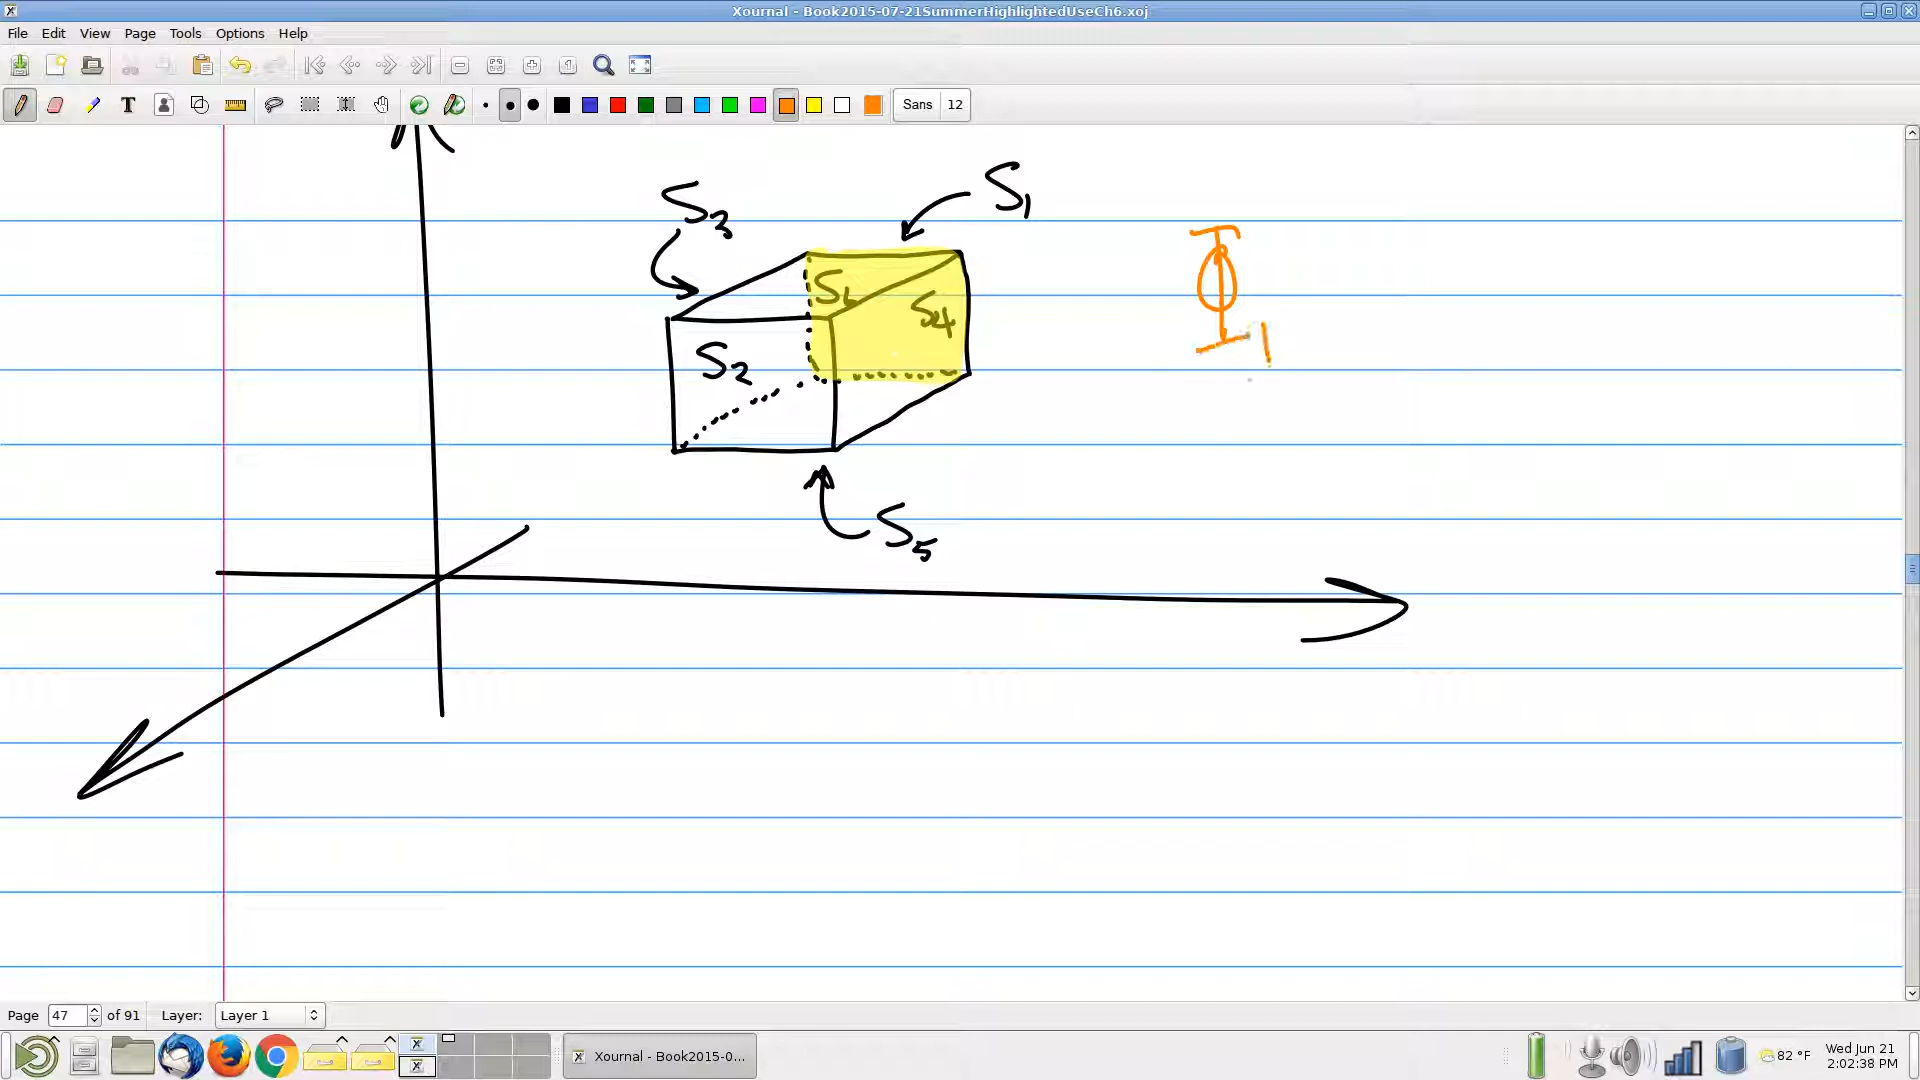 Xournal - Book2015-07-21SummerHighlightedUseCh6.xoj
File Edit View Page Tools Options Help
Sans 12
S₃
S₁
S₆
S₄
S₂
S₅
Φ₁
Page 47 of 91 Layer: Layer 1
Xournal - Book2015-0...
82 °F
Wed Jun 21
2:02:38 PM